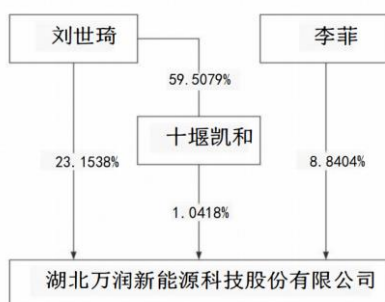 刘世琦
李菲
59.5079%
十堰凯和
23.1538%
8.8404%
1.0418%
湖北万润新能源科技股份有限公司